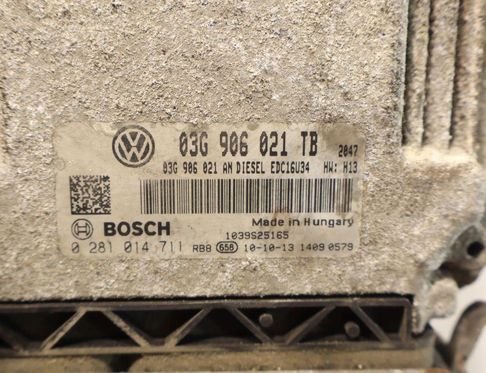 03G 906 021 TB 2047
03G 906 021 AN DIESEL EDC16U34 HW: H13
BOSCH
Made in Hungary
1039S25165
0 281 014 711 RBB 656 10-10-13 1409 0579